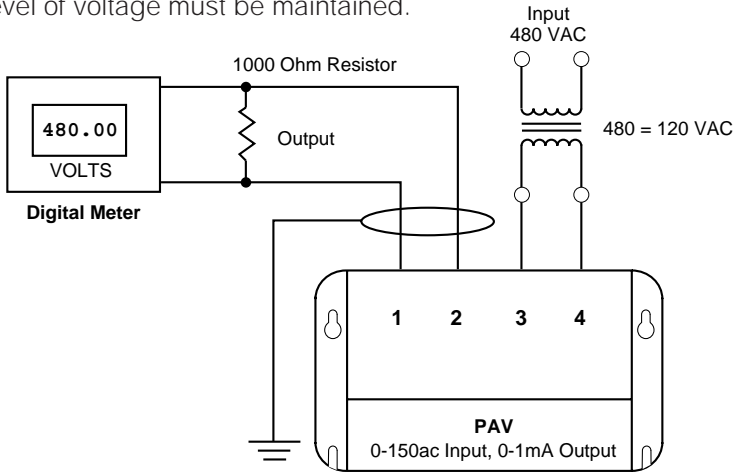 evel of voltage must be maintained.
Input
480 VAC
1000 Ohm Resistor
480 = 120 VAC
480.00
VOLTS
Output
Digital Meter
1 2 3 4
PAV
0-150ac Input, 0-1mA Output